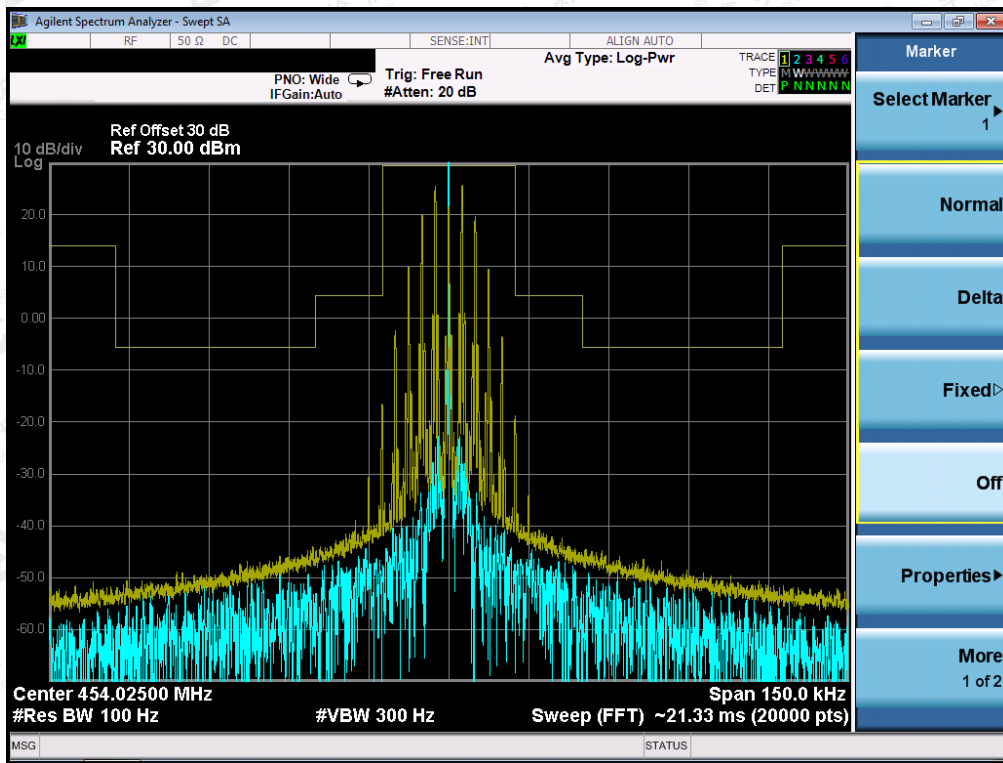 Agilent Spectrum Analyzer - Swept SA
LXI RF 50 Ω DC SENSE:INT ALIGN AUTO
Marker
Avg Type: Log-Pwr
TRACE 1 2 3 4 5 6
PNO: Wide Trig: Free Run
TYPE M W W W W W
IFGain:Auto #Atten: 20 dB
DET P N N N N N
Select Marker
1
Ref Offset 30 dB
10 dB/div Ref 30.00 dBm
Log
Normal
20.0
10.0
Delta
0.00
-10.0
Fixed
-20.0
-30.0
Off
-40.0
-50.0
Properties
-60.0
More
1 of 2
Center 454.02500 MHz Span 150.0 kHz
#Res BW 100 Hz #VBW 300 Hz Sweep (FFT) ~21.33 ms (20000 pts)
MSG STATUS